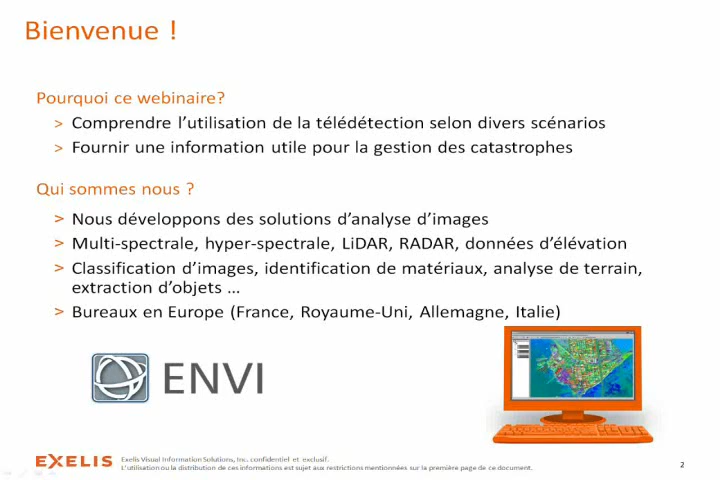 Bienvenue !
Pourquoi ce webinaire?
> Comprendre l’utilisation de la télédétection selon divers scénarios
> Fournir une information utile pour la gestion des catastrophes
Qui sommes nous ?
> Nous développons des solutions d’analyse d’images
> Multi-spectrale, hyper-spectrale, LiDAR, RADAR, données d’élévation
> Classification d’images, identification de matériaux, analyse de terrain,
extraction d’objets ...
> Bureaux en Europe (France, Royaume-Uni, Allemagne, Italie)
ENVI
EXELIS
Exelis Visual Information Solutions, Inc. confidentiel et exclusif.
L’utilisation ou la distribution de ces informations est sujet aux restrictions mentionnées sur la première page de ce document.
2